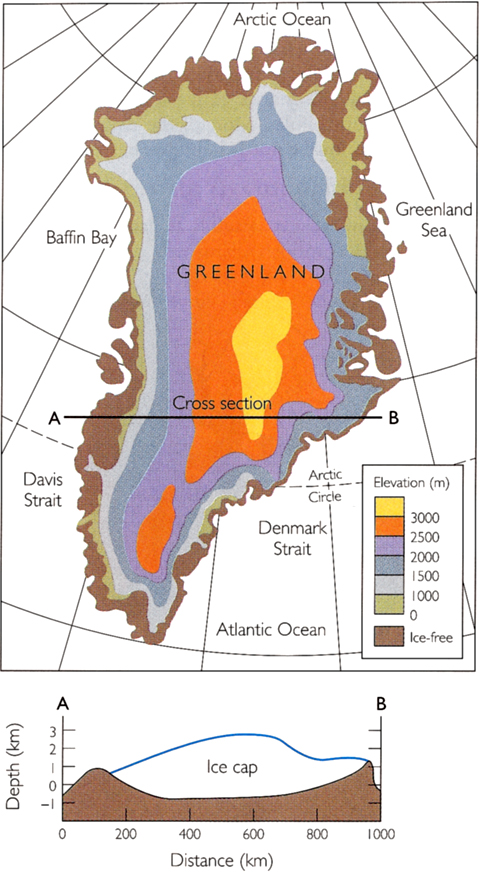 Arctic Ocean
Greenland
Sea
Baffin Bay
GREENLAND
Cross section
A
B
Davis
Strait
Arctic
Circle
Denmark
Strait
Atlantic Ocean
Elevation (m)
3000
2500
2000
1500
1000
0
Ice-free
A
B
Depth (km)
3
2
1
0
−1
Ice cap
0
200
400
600
800
1000
Distance (km)